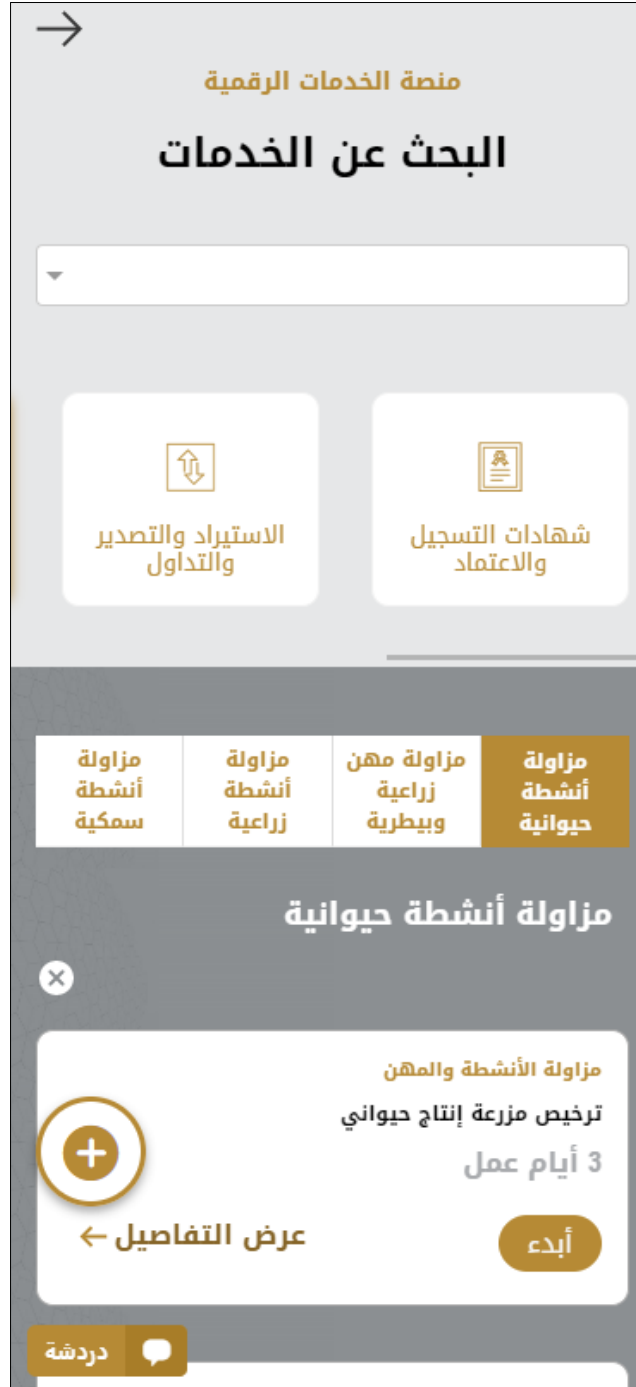 منصة الخدمات الرقمية
البحث عن الخدمات
شهادات التسجيل
والاعتماد
الاستيراد والتصدير
والتداول
مزاولة
أنشطة
حيوانية
مزاولة مهن
زراعية
وبيطرية
مزاولة
أنشطة
زراعية
مزاولة
أنشطة
سمكية
مزاولة أنشطة حيوانية
مزاولة الأنشطة والمهن
ترخيص مزرعة إنتاج حيواني
3 أيام عمل
أبدء
عرض التفاصيل
دردشة